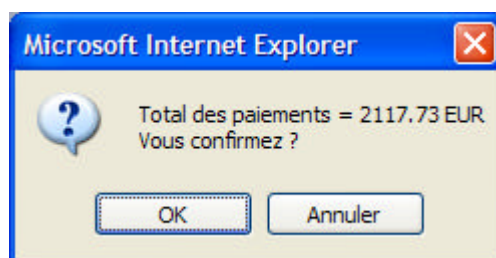 Microsoft Internet Explorer
Total des paiements = 2117.73 EUR
Vous confirmez ?
OK
Annuler